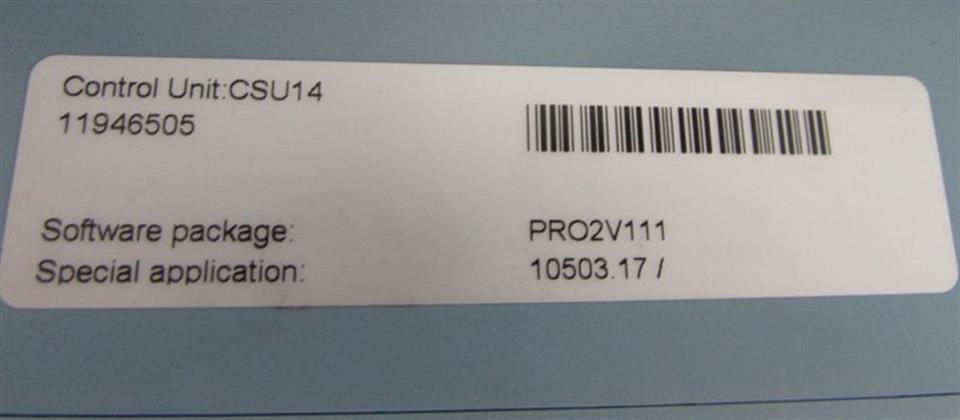 Control Unit:CSU14
11946505
Software package: PRO2V111
Special application: 10503.17 /